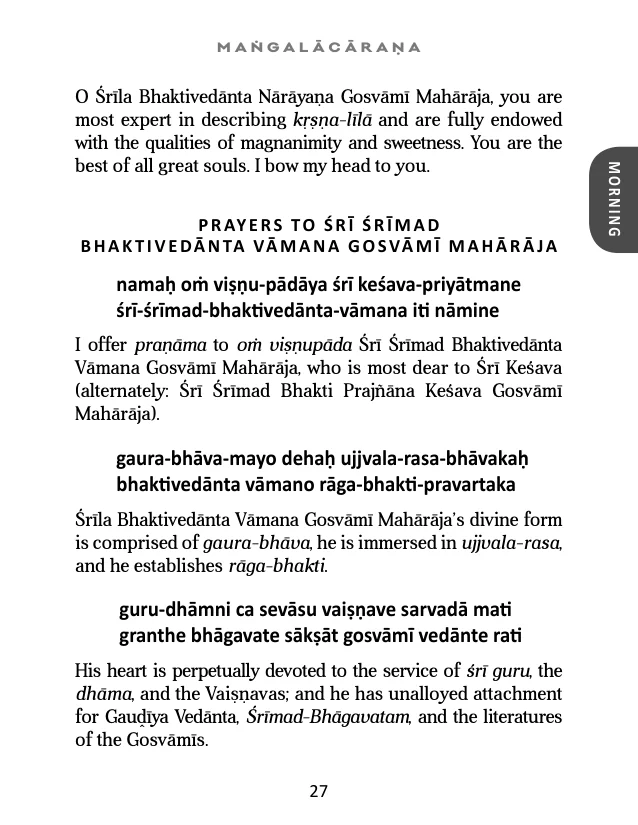 MAṄGALĀCĀRAṆA
O Śrīla Bhaktivedānta Nārāyaṇa Gosvāmī Mahārāja, you are
most expert in describing kṛṣṇa-līlā and are fully endowed
with the qualities of magnanimity and sweetness. You are the
best of all great souls. I bow my head to you.
MORNING
PRAYERS TO ŚRĪ ŚRĪMAD
BHAKTIVEDĀNTA VĀMANA GOSVĀMĪ MAHĀRĀJA
namaḥ oṁ viṣṇu-pādāya śrī keśava-priyātmane
śrī-śrīmad-bhaktivedānta-vāmana iti nāmine
I offer praṇāma to oṁ viṣṇupāda Śrī Śrīmad Bhaktivedānta
Vāmana Gosvāmī Mahārāja, who is most dear to Śrī Keśava
(alternately: Śrī Śrīmad Bhakti Prajñāna Keśava Gosvāmī
Mahārāja).
gaura-bhāva-mayo dehaḥ ujjvala-rasa-bhāvakaḥ
bhaktivedānta vāmano rāga-bhakti-pravartaka
Śrīla Bhaktivedānta Vāmana Gosvāmī Mahārāja's divine form
is comprised of gaura-bhāva, he is immersed in ujjvala-rasa,
and he establishes rāga-bhakti.
guru-dhāmni ca sevāsu vaiṣṇave sarvadā mati
granthe bhāgavate sākṣāt gosvāmī vedānte rati
His heart is perpetually devoted to the service of śrī guru, the
dhāma, and the Vaiṣṇavas; and he has unalloyed attachment
for Gauḍīya Vedānta, Śrīmad-Bhāgavatam, and the literatures
of the Gosvāmīs.
27